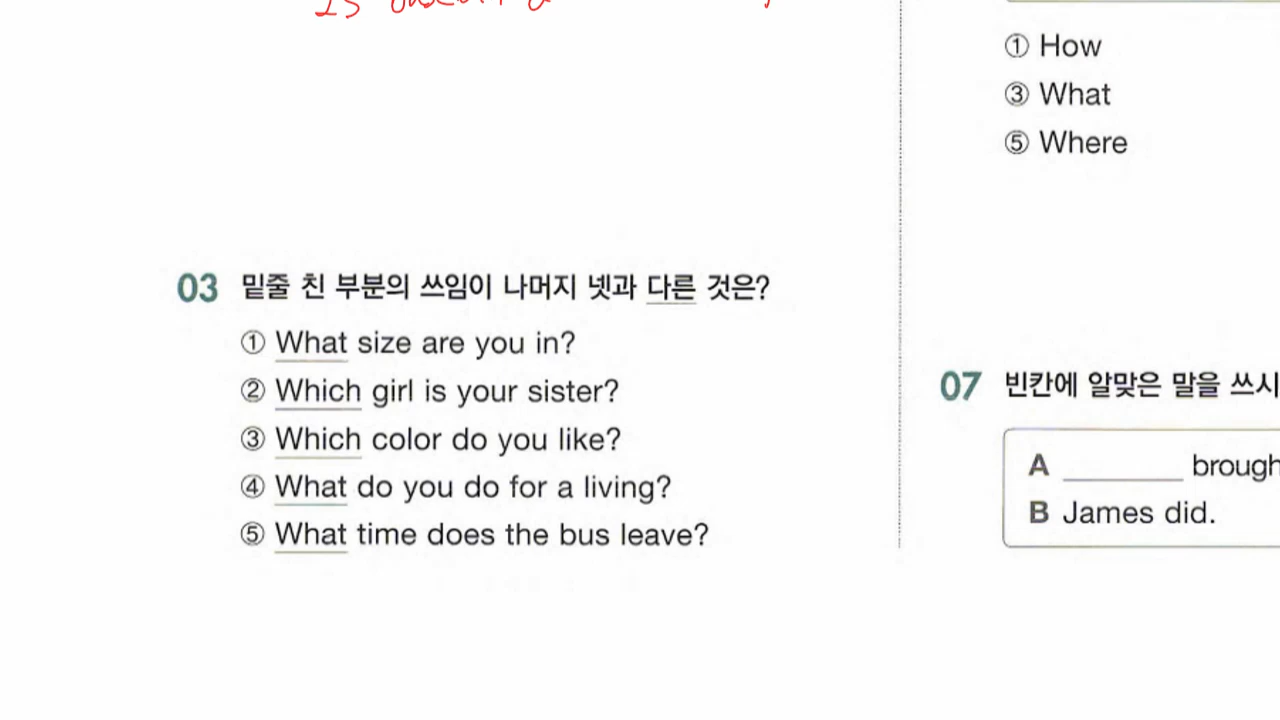 ① How
③ What
⑤ Where
03 밑줄 친 부분의 쓰임이 나머지 넷과 다른 것은?
① What size are you in?
② Which girl is your sister?
③ Which color do you like?
④ What do you do for a living?
⑤ What time does the bus leave?
07 빈칸에 알맞은 말을 쓰시
A ________ brough
B James did.